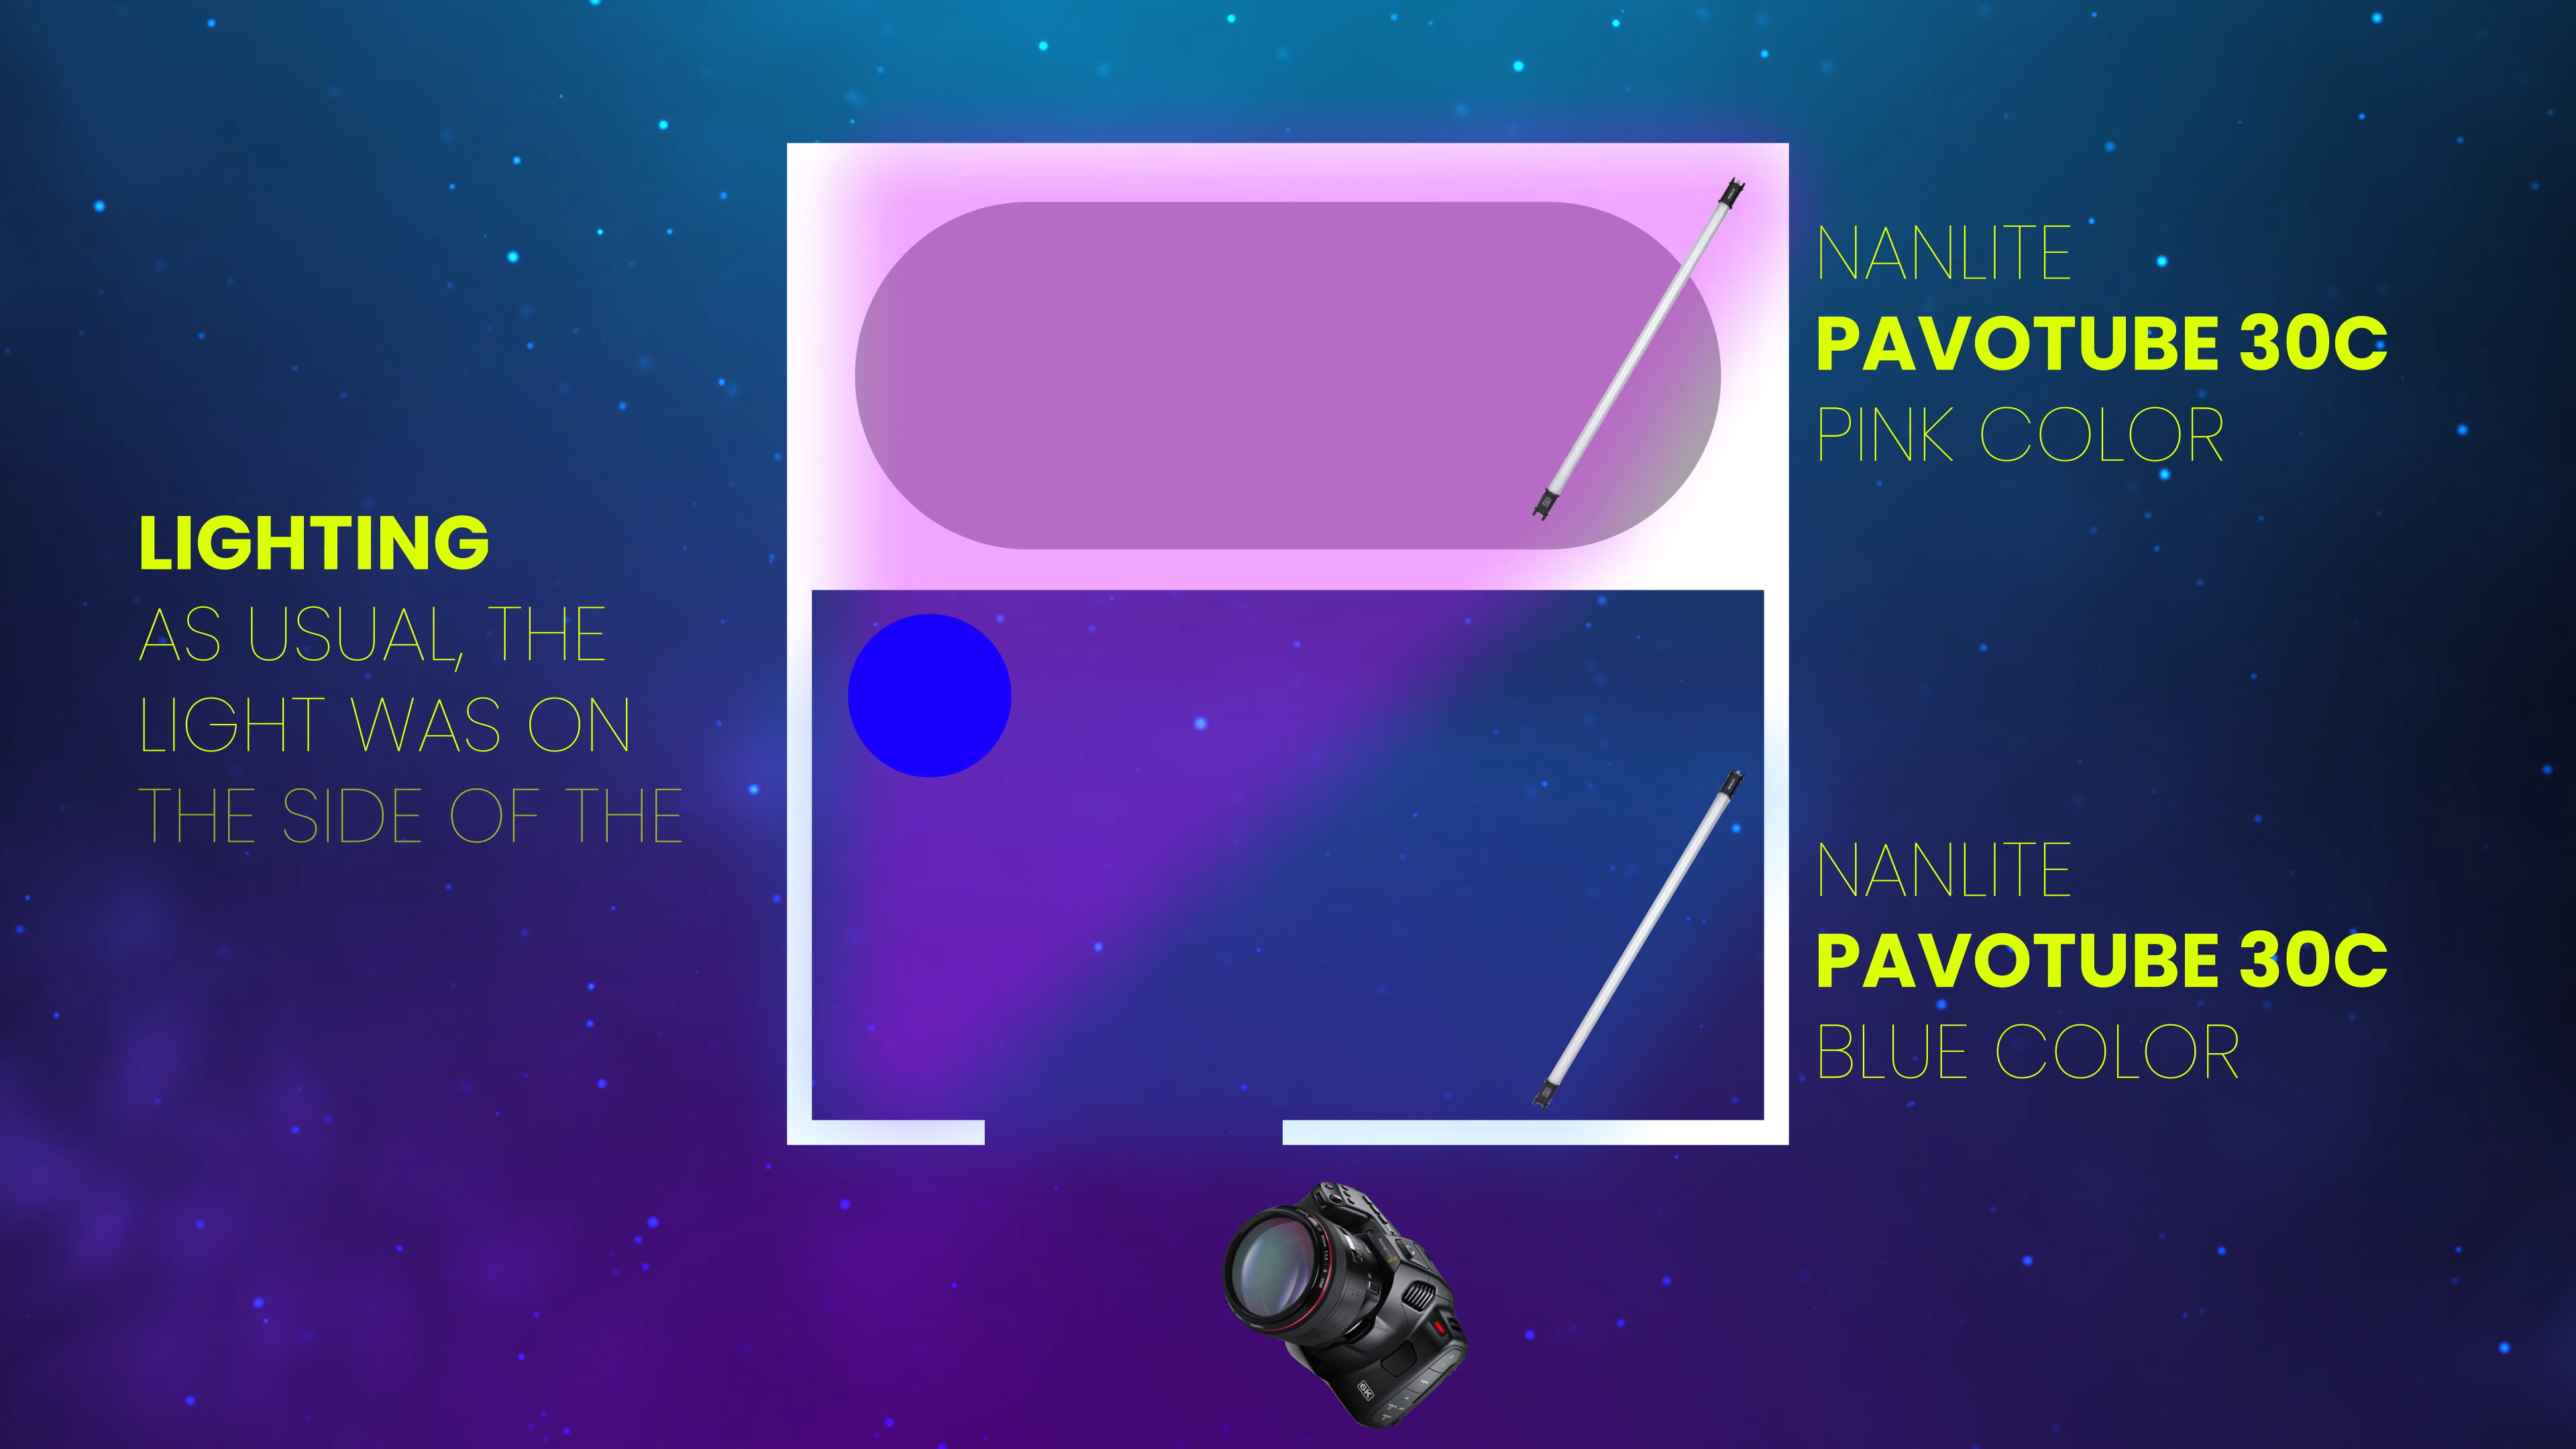 LIGHTING
AS USUAL, THE
LIGHT WAS ON
THE SIDE OF THE
NANLITE
PAVOTUBE 30C
PINK COLOR
NANLITE
PAVOTUBE 30C
BLUE COLOR
6K